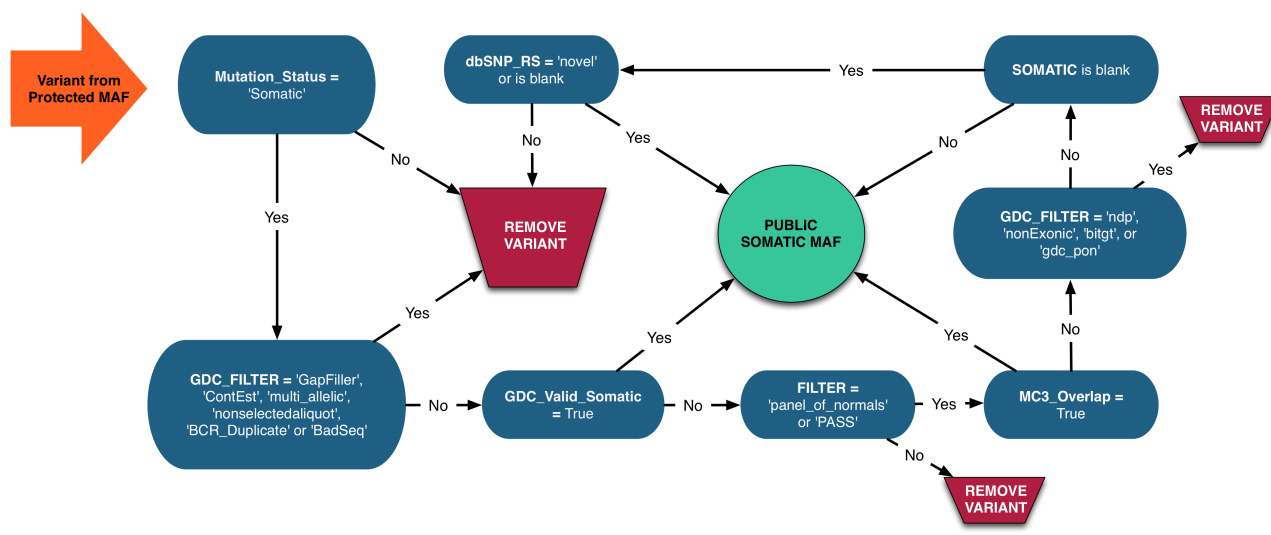 Variant from
Protected MAF
Mutation_Status =
'Somatic'
dbSNP_RS = 'novel'
or is blank
Yes
SOMATIC is blank
REMOVE
VARIANT
No
No
Yes
No
No
Yes
Yes
REMOVE
VARIANT
PUBLIC
SOMATIC MAF
GDC_FILTER = 'ndp',
'nonExonic', 'bitgt', or
'gdc_pon'
Yes
Yes
Yes
No
GDC_FILTER = 'GapFiller',
'ContEst', 'multi_allelic',
'nonselectedaliquot',
'BCR_Duplicate' or 'BadSeq'
No
GDC_Valid_Somatic
= True
No
FILTER =
'panel_of_normals'
or 'PASS'
Yes
MC3_Overlap =
True
No
REMOVE
VARIANT